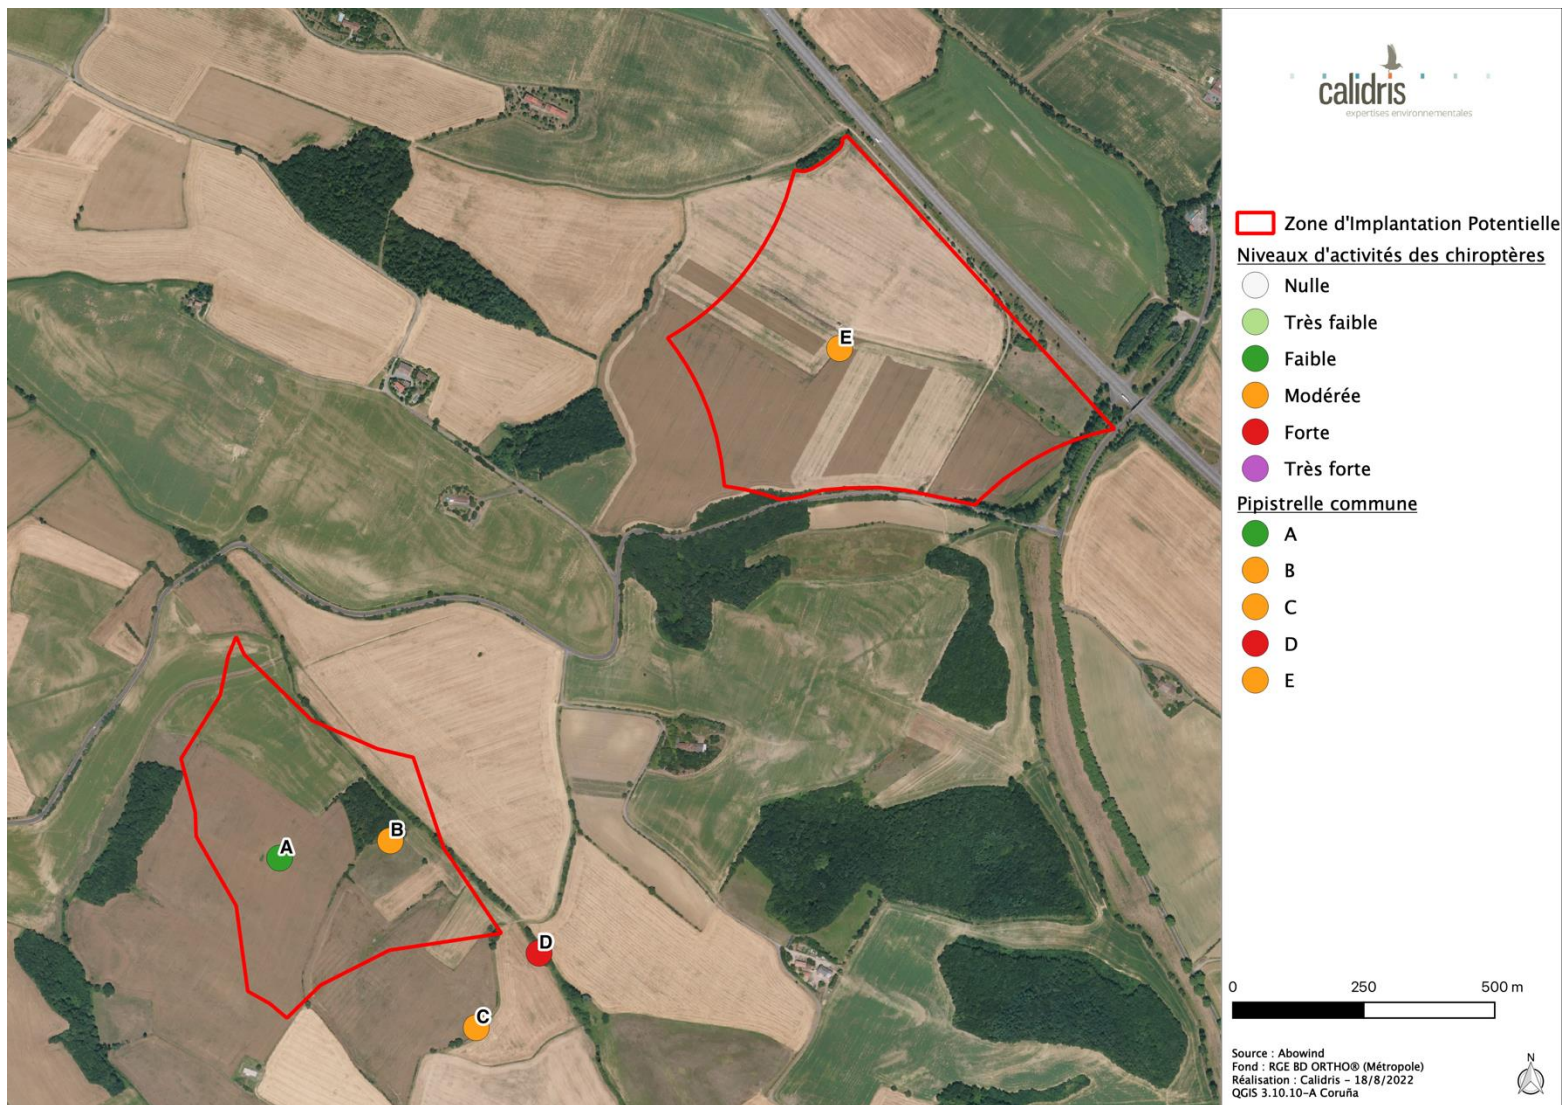 calidris
expertises environnementales
Zone d'Implantation Potentielle
Niveaux d'activités des chiroptères
Nulle
Très faible
Faible
Modérée
Forte
Très forte
Pipistrelle commune
A
B
C
D
E
E
A
B
D
C
0 250 500 m
Source : Abowind
Fond : RGE BD ORTHO® (Métropole)
Réalisation : Calidris - 18/8/2022
QGIS 3.10.10-A Coruña
N